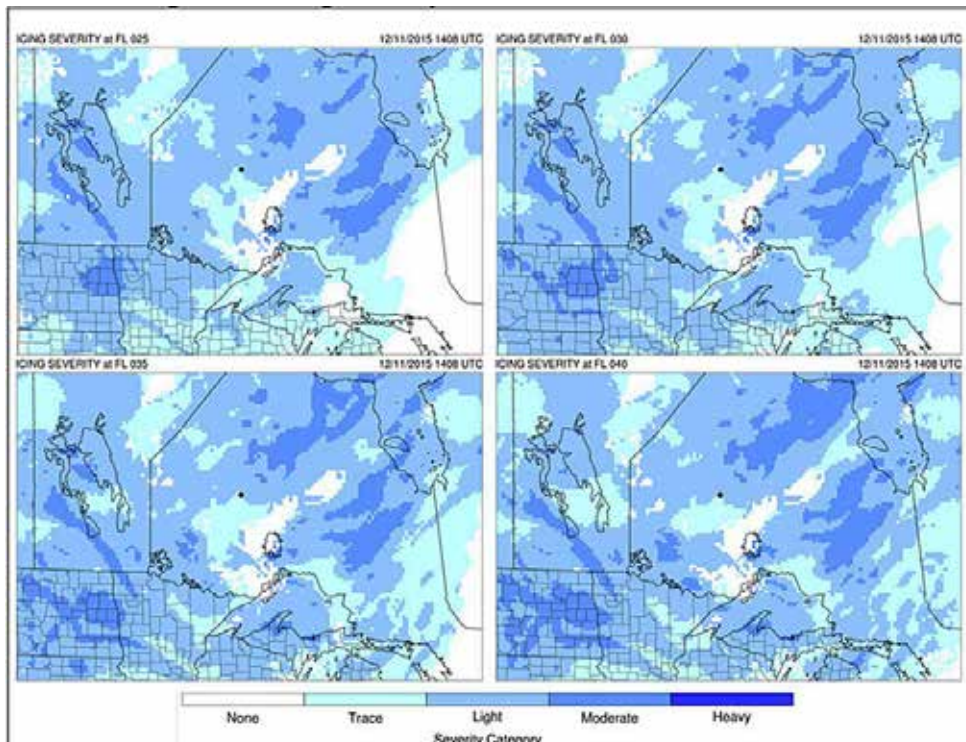 ICING SEVERITY at FL 025 12/11/2015 1408 UTC
ICING SEVERITY at FL 030 12/11/2015 1408 UTC
ICING SEVERITY at FL 035 12/11/2015 1408 UTC
ICING SEVERITY at FL 040 12/11/2015 1408 UTC
None Trace Light Moderate Heavy
Severity Category